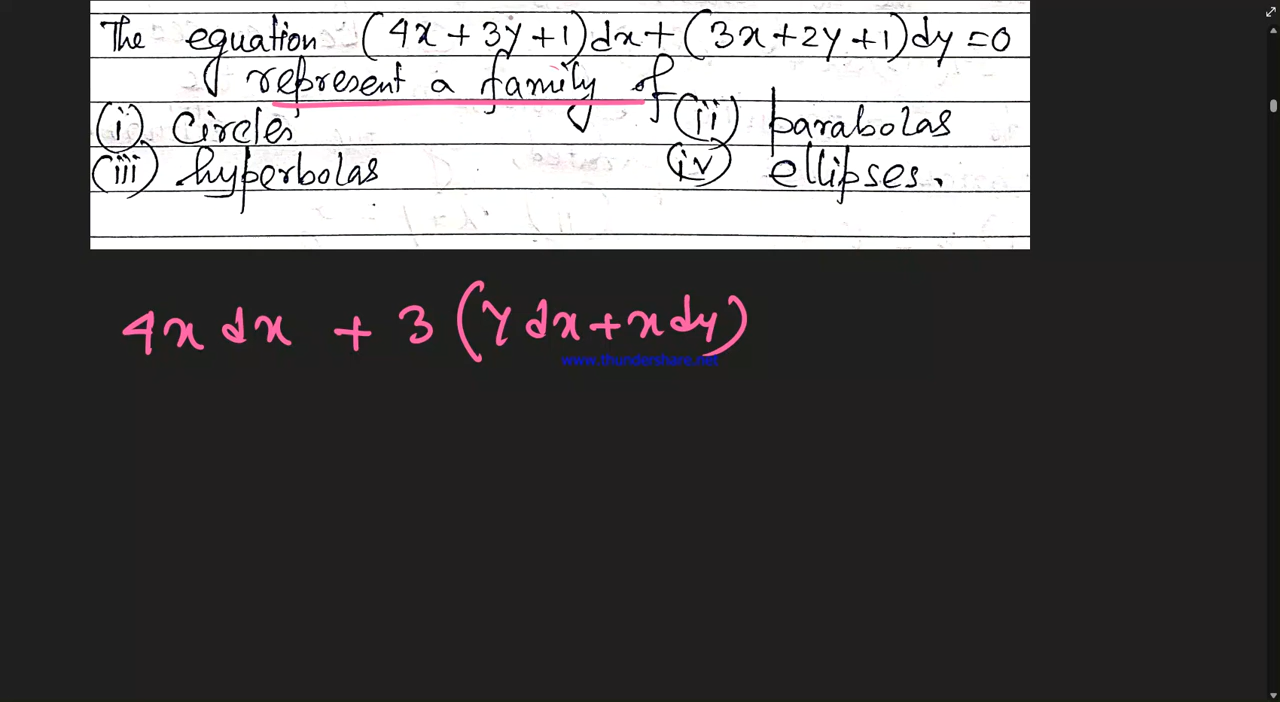 The equation (4x + 3y + 1) dx + (3x + 2y + 1) dy = 0
represent a family of
(i) Circles (ii) parabolas
(iii) hyperbolas (iv) ellipses.
4x dx + 3 (y dx + x dy)
www.thundershare.net